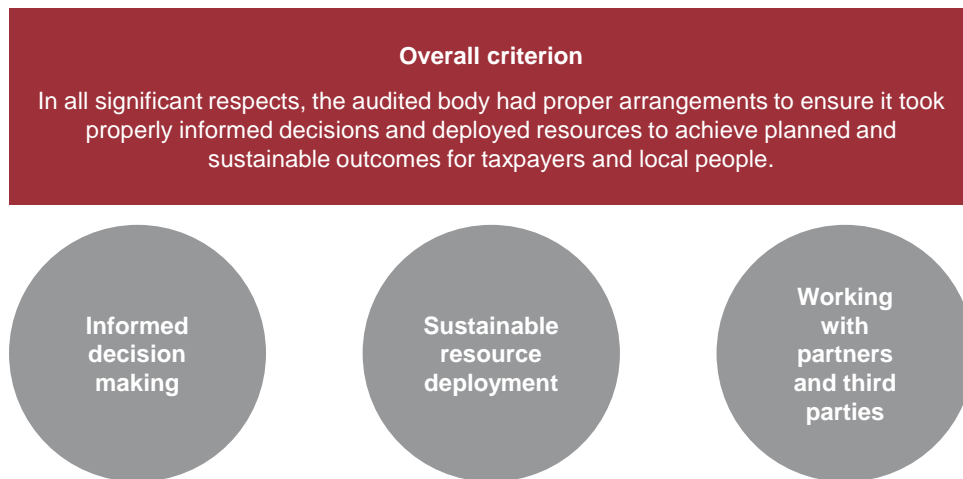 Overall criterion
In all significant respects, the audited body had proper arrangements to ensure it took
properly informed decisions and deployed resources to achieve planned and
sustainable outcomes for taxpayers and local people.
Informed
decision
making
Sustainable
resource
deployment
Working
with
partners
and third
parties